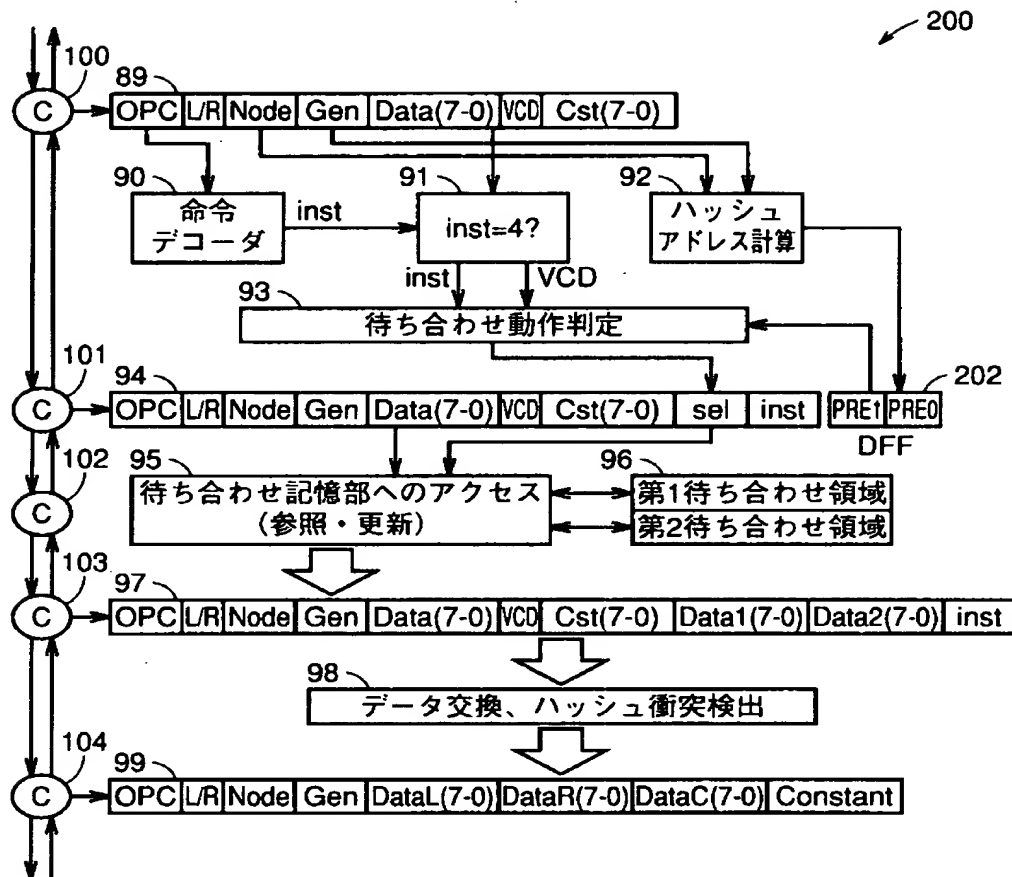 200
100
89
C
OPC L/R Node Gen Data(7-0) VCD Cst(7-0)
90
命令
デコーダ
inst
91
inst=4?
92
ハッシュ
アドレス計算
inst
VCD
93
待ち合わせ動作判定
101
94
202
C
OPC L/R Node Gen Data(7-0) VCD Cst(7-0) sel inst PRE1 PRE0
DFF
102
C
95
待ち合わせ記憶部へのアクセス
(参照・更新)
96
第1待ち合わせ領域
第2待ち合わせ領域
103
97
C
OPC L/R Node Gen Data(7-0) VCD Cst(7-0) Data1(7-0) Data2(7-0) inst
98
データ交換、ハッシュ衝突検出
104
99
C
OPC L/R Node Gen DataL(7-0) DataR(7-0) DataC(7-0) Constant